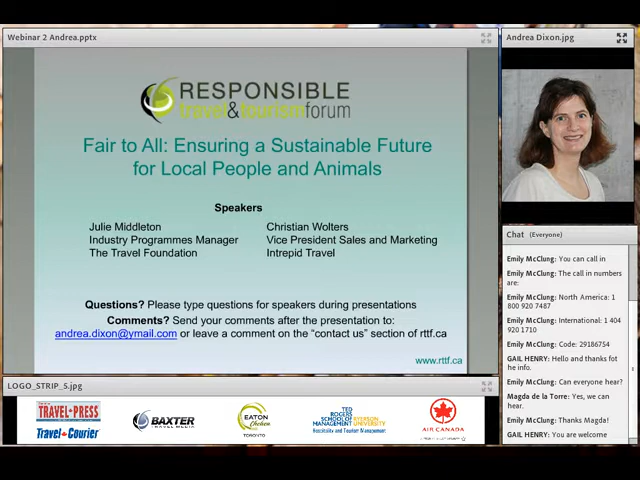 Webinar 2 Andrea.pptx
RESPONSIBLE
travel&tourismforum
Fair to All: Ensuring a Sustainable Future
for Local People and Animals
Speakers
Julie Middleton
Industry Programmes Manager
The Travel Foundation
Christian Wolters
Vice President Sales and Marketing
Intrepid Travel
Questions? Please type questions for speakers during presentations
Comments? Send your comments after the presentation to:
andrea.dixon@ymail.com or leave a comment on the "contact us" section of rttf.ca
www.rttf.ca
LOGO_STRIP_5.jpg
TRAVEL PRESS
Travel Courier
BAXTER
TRAVEL MEDIA
EATON
Chelsea
TORONTO
TED
ROGERS
SCHOOL OF
MANAGEMENT
RYERSON
UNIVERSITY
Hospitality and Tourism Management
AIR CANADA
Andrea Dixon.jpg
Chat (Everyone)
Emily McClung: You can call in
Emily McClung: The call in numbers
are:
Emily McClung: North America: 1
800 920 7487
Emily McClung: International: 1 404
920 1710
Emily McClung: Code: 29186754
GAIL HENRY: Hello and thanks fot
he info.
Emily McClung: Can everyone hear?
Magda de la Torre: Yes, we can
hear.
Emily McClung: Thanks Magda!
GAIL HENRY: You are welcome